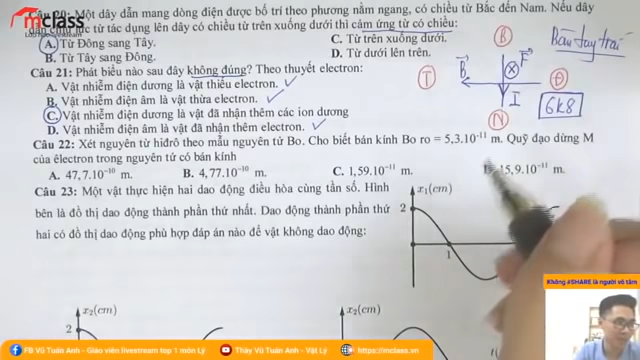 mclass
Câu 20: Một dây dẫn mang dòng điện được bố trí theo phương nằm ngang, có chiều từ Bắc đến Nam. Nếu dây
dẫn chịu lực từ tác dụng lên dây có chiều từ trên xuống dưới thì cảm ứng từ có chiều:
A. Từ Đông sang Tây.
C. Từ trên xuống dưới.
B. Từ Tây sang Đông.
D. Từ dưới lên trên.
Bàn tay trái
B
F
B
T
Đ
I
N
6k8
Câu 21: Phát biểu nào sau đây không đúng? Theo thuyết electron:
A. Vật nhiễm điện dương là vật thiếu electron.
B. Vật nhiễm điện âm là vật thừa electron.
C. Vật nhiễm điện dương là vật đã nhận thêm các ion dương
D. Vật nhiễm điện âm là vật đã nhận thêm electron.
Câu 22: Xét nguyên tử hiđrô theo mẫu nguyên tử Bo. Cho biết bán kính Bo ro = 5,3.10⁻¹¹ m. Quỹ đạo dừng M
của êlectron trong nguyên tử có bán kính
A. 47,7.10⁻¹⁰ m.
B. 4,77.10⁻¹⁰ m.
C. 1,59.10⁻¹¹ m.
15,9.10⁻¹¹ m.
Câu 23: Một vật thực hiện hai dao động điều hòa cùng tần số. Hình
bên là đồ thị dao động thành phần thứ nhất. Dao động thành phần thứ
hai có đồ thị dao động phù hợp đáp án nào để vật không dao động:
x₁(cm)
2
1
x₂(cm)
2
x₂(cm)
Không #SHARE là người vô tâm
FB Vũ Tuấn Anh - Giáo viên livestream top 1 môn Lý
Thầy Vũ Tuấn Anh - Vật Lý
https://mclass.vn